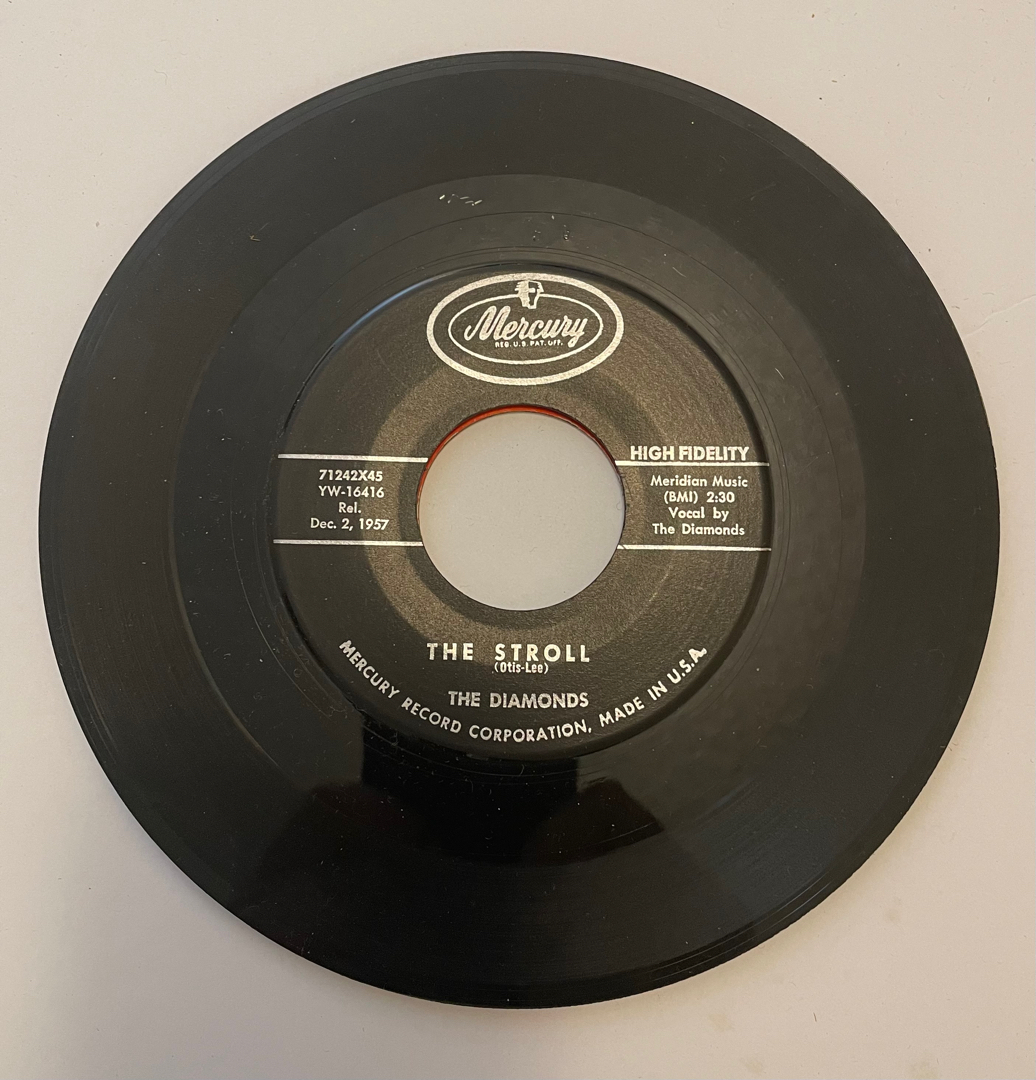 Mercury
REG. U.S. PAT. OFF.
71242X45
YW-16416
Rel.
Dec. 2, 1957
HIGH FIDELITY
Meridian Music
(BMI) 2:30
Vocal by
The Diamonds
THE STROLL
(Otis-Lee)
THE DIAMONDS
MERCURY RECORD CORPORATION, MADE IN U.S.A.